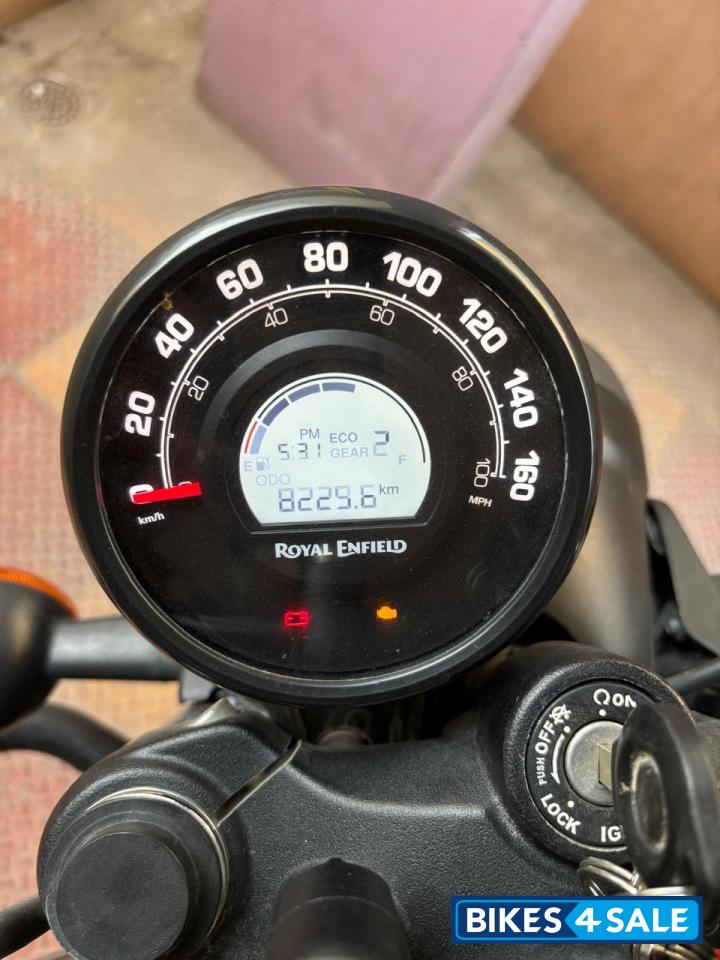 0 20 40 60 80 100 120 140 160
20 40 60 80 100
km/h
MPH
PM ECO
5:31 GEAR 2
E F
ODO
8229.6 km
ROYAL ENFIELD
ON
OFF
PUSH
LOCK
BIKES4SALE